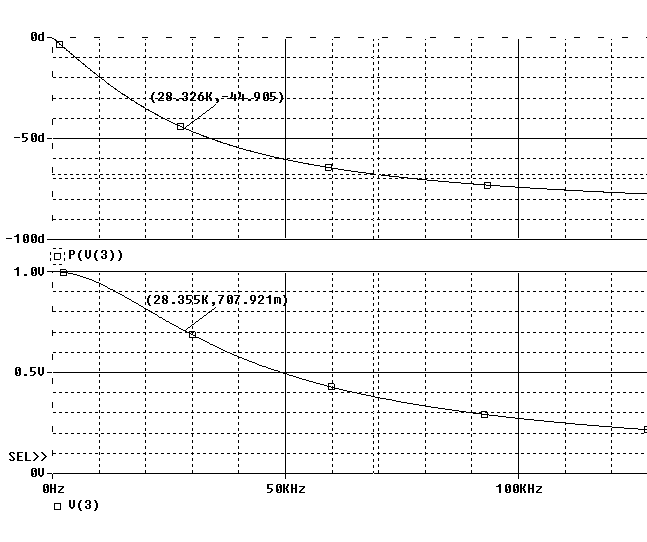 0d
(28.326K,-44.905)
-50d
-100d
P(V(3))
1.0V
(28.355K,707.921m)
0.5V
SEL>>
0V
0Hz 50KHz 100KHz
V(3)